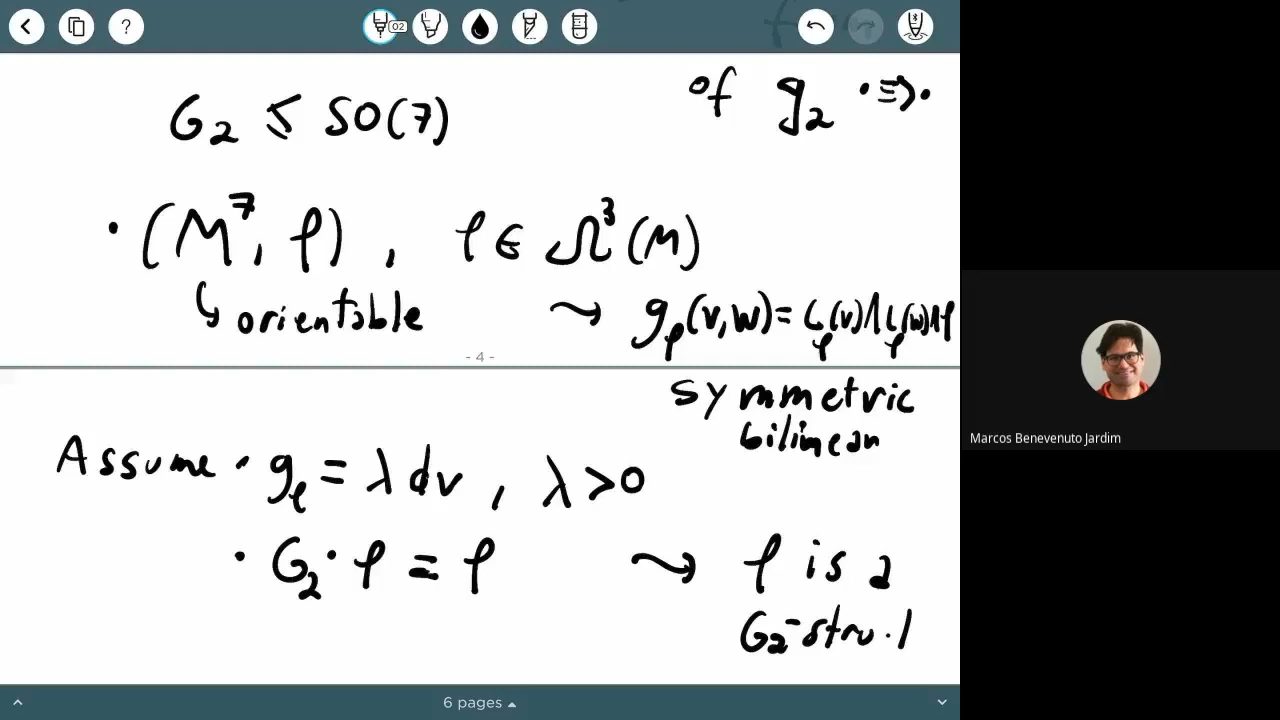 02
?
of g₂ ·≡>·
G₂ ≤ SO(7)
· (M⁷, φ), φ ∈ Ω³(M)
↳ orientable ⇝ g_φ(v,w) = ι_φ(v)∧ι_φ(w)∧φ
- 4 -
symmetric
bilinear
Assume · g_φ = λ dv, λ > 0
· G₂ · φ = φ ⇝ φ is a
G₂-stru.
Marcos Benevenuto Jardim
6 pages